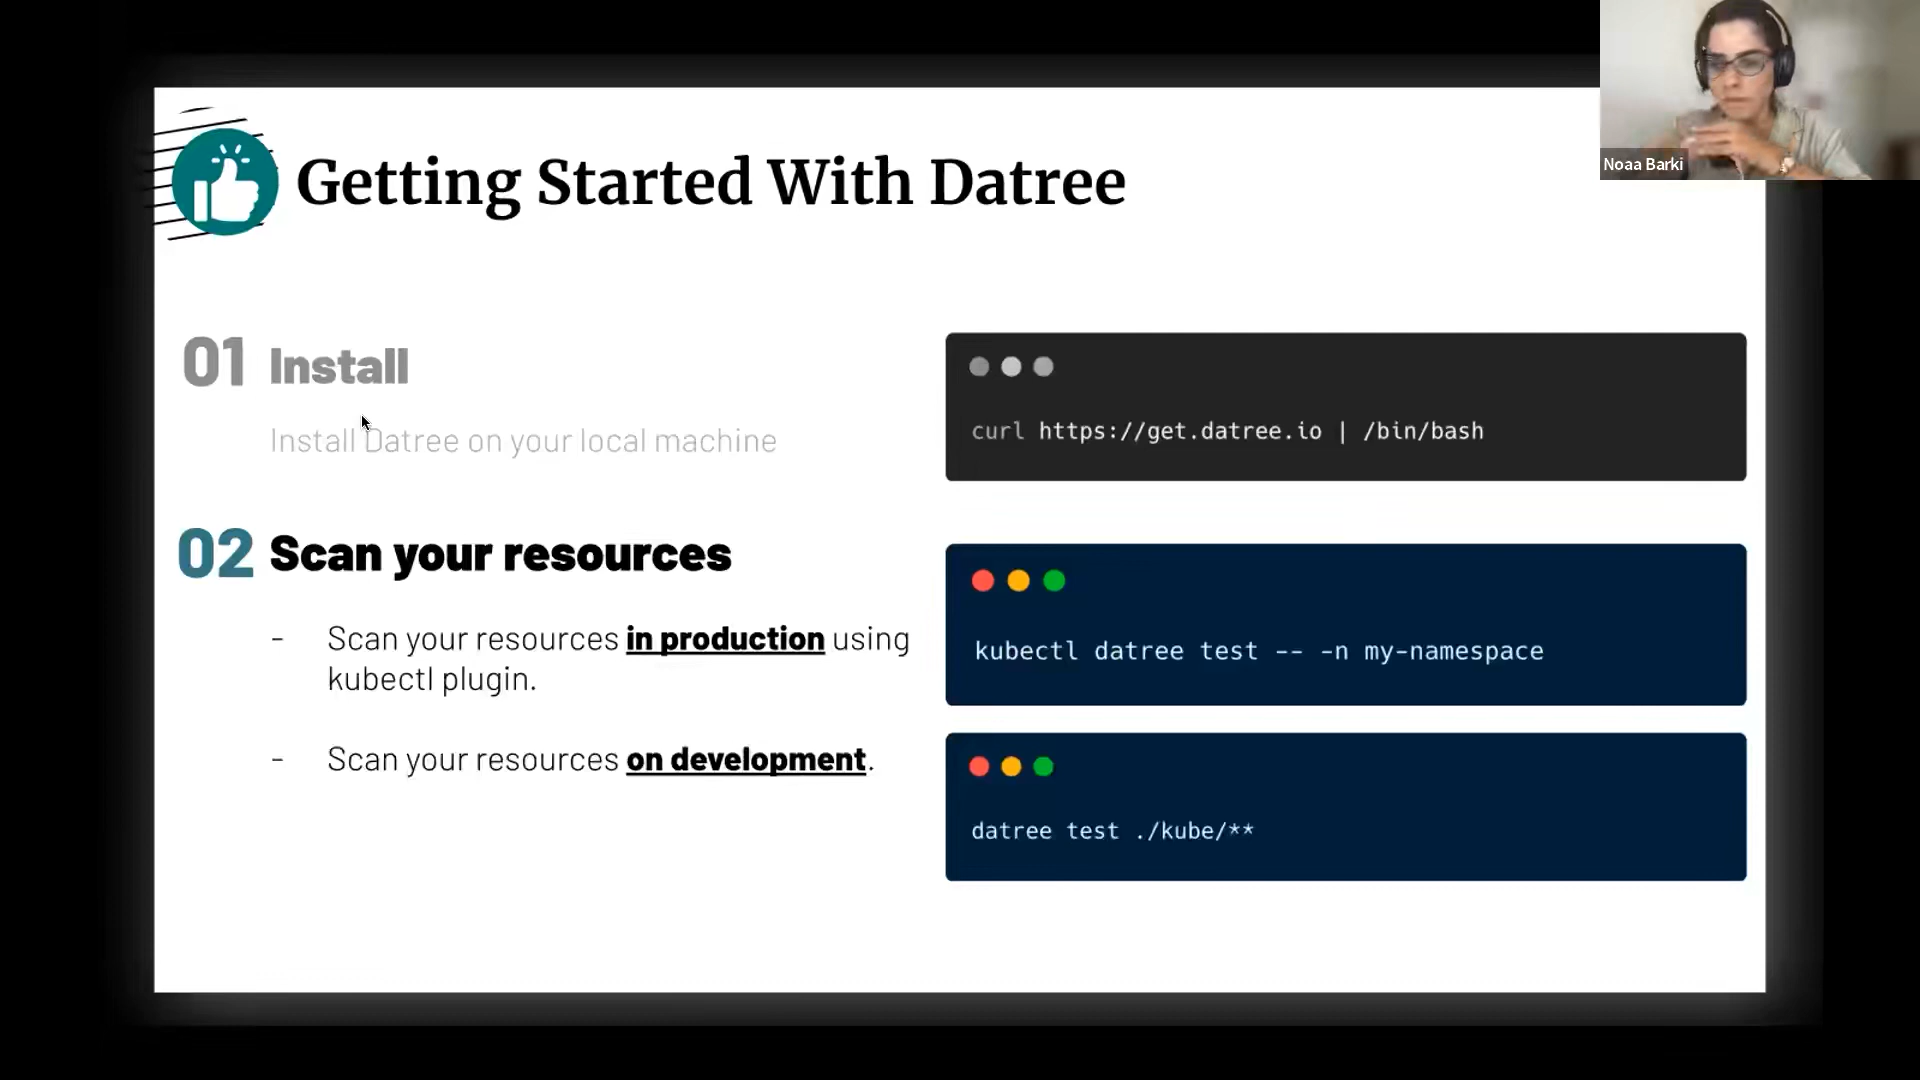 Noaa Barki
Getting Started With Datree
01 Install
Install Datree on your local machine
curl https://get.datree.io | /bin/bash
02 Scan your resources
- Scan your resources in production using
kubectl plugin.
kubectl datree test -- -n my-namespace
- Scan your resources on development.
datree test ./kube/**